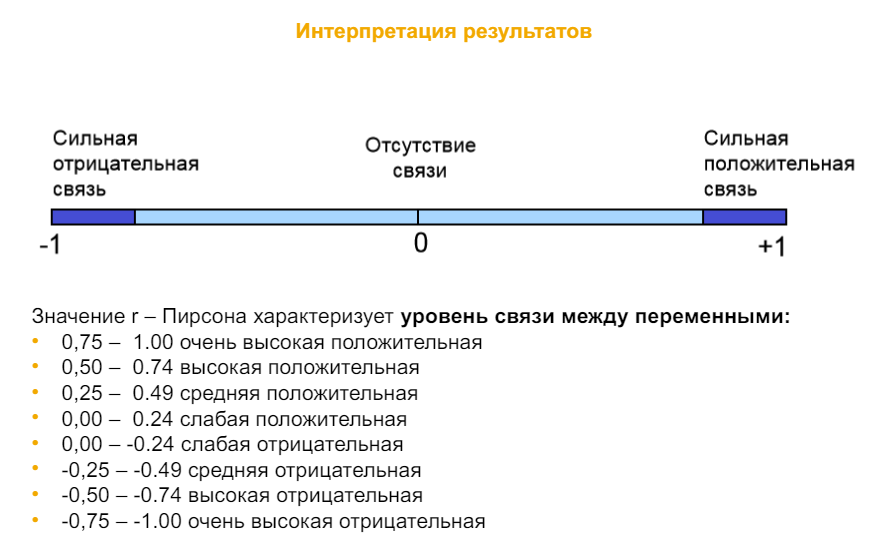 Интерпретация результатов
Сильная
отрицательная
связь
Отсутствие
связи
Сильная
положительная
связь
-1
0
+1
Значение r – Пирсона характеризует уровень связи между переменными:
• 0,75 – 1.00 очень высокая положительная
• 0,50 – 0.74 высокая положительная
• 0,25 – 0.49 средняя положительная
• 0,00 – 0.24 слабая положительная
• 0,00 – -0.24 слабая отрицательная
• -0,25 – -0.49 средняя отрицательная
• -0,50 – -0.74 высокая отрицательная
• -0,75 – -1.00 очень высокая отрицательная